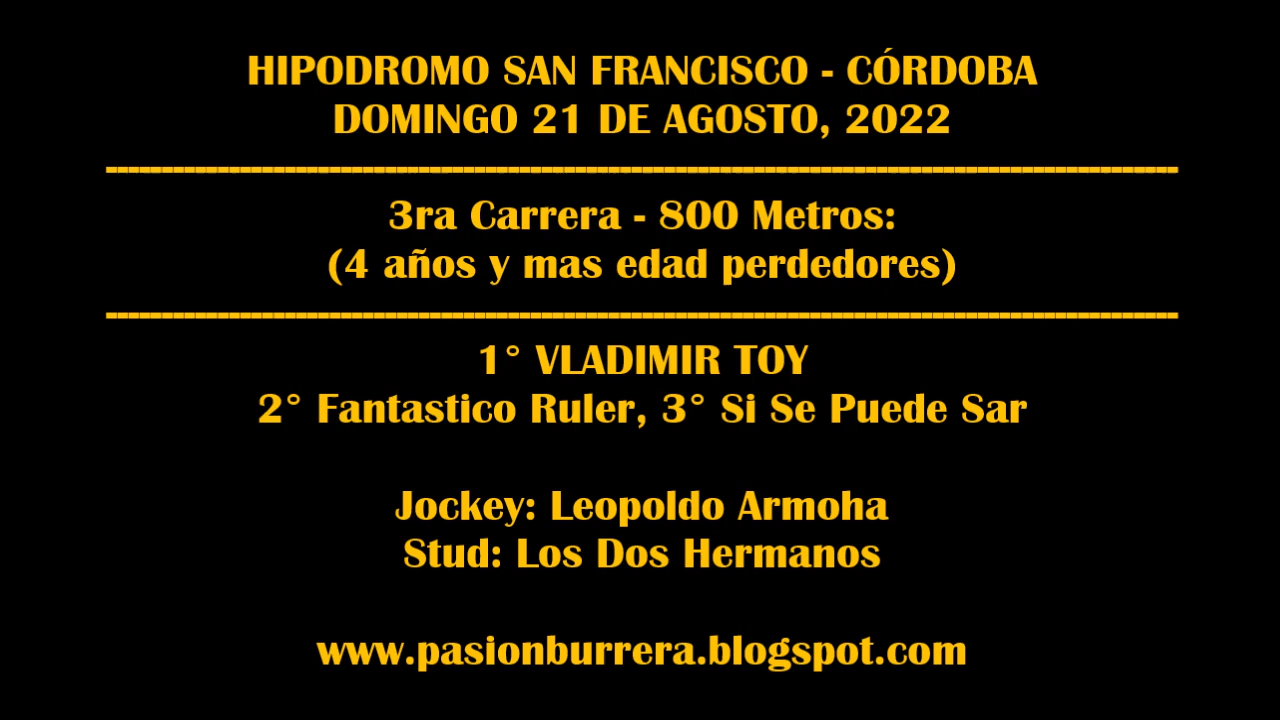 HIPODROMO SAN FRANCISCO - CÓRDOBA
DOMINGO 21 DE AGOSTO, 2022
3ra Carrera - 800 Metros:
(4 años y mas edad perdedores)
1° VLADIMIR TOY
2° Fantastico Ruler, 3° Si Se Puede Sar
Jockey: Leopoldo Armoha
Stud: Los Dos Hermanos
www.pasionburrera.blogspot.com